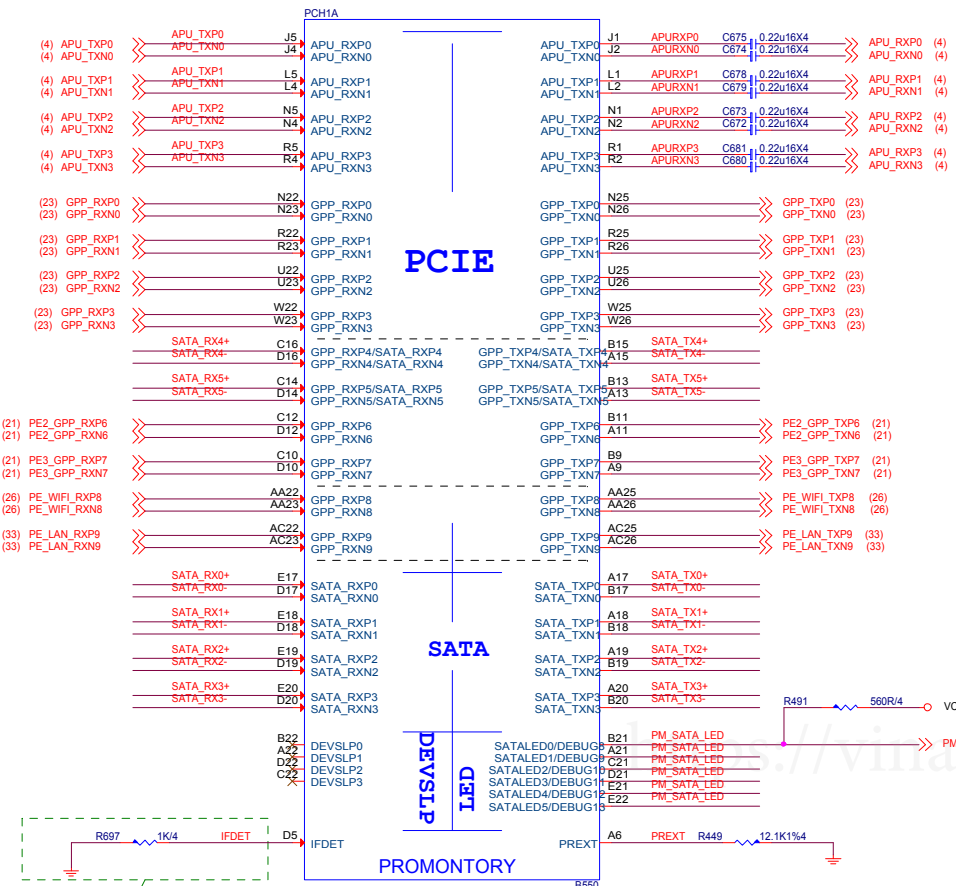 PCH1A
(4) APU_TXP0 APU_TXP0 J5 APU_RXP0 APU_TXP0 J1 APURXP0 C675 0.22u16X4 APU_RXP0 (4)
(4) APU_TXN0 APU_TXN0 J4 APU_RXN0 APU_TXN0 J2 APURXN0 C674 0.22u16X4 APU_RXN0 (4)
(4) APU_TXP1 APU_TXP1 L5 APU_RXP1 APU_TXP1 L1 APURXP1 C678 0.22u16X4 APU_RXP1 (4)
(4) APU_TXN1 APU_TXN1 L4 APU_RXN1 APU_TXN1 L2 APURXN1 C679 0.22u16X4 APU_RXN1 (4)
(4) APU_TXP2 APU_TXP2 N5 APU_RXP2 APU_TXP2 N1 APURXP2 C673 0.22u16X4 APU_RXP2 (4)
(4) APU_TXN2 APU_TXN2 N4 APU_RXN2 APU_TXN2 N2 APURXN2 C672 0.22u16X4 APU_RXN2 (4)
(4) APU_TXP3 APU_TXP3 R5 APU_RXP3 APU_TXP3 R1 APURXP3 C681 0.22u16X4 APU_RXP3 (4)
(4) APU_TXN3 APU_TXN3 R4 APU_RXN3 APU_TXN3 R2 APURXN3 C680 0.22u16X4 APU_RXN3 (4)
(23) GPP_RXP0 N22 GPP_RXP0 GPP_TXP0 N25 GPP_TXP0 (23)
(23) GPP_RXN0 N23 GPP_RXN0 GPP_TXN0 N26 GPP_TXN0 (23)
(23) GPP_RXP1 R22 GPP_RXP1 GPP_TXP1 R25 GPP_TXP1 (23)
(23) GPP_RXN1 R23 GPP_RXN1 GPP_TXN1 R26 GPP_TXN1 (23)
PCIE
(23) GPP_RXP2 U22 GPP_RXP2 GPP_TXP2 U25 GPP_TXP2 (23)
(23) GPP_RXN2 U23 GPP_RXN2 GPP_TXN2 U26 GPP_TXN2 (23)
(23) GPP_RXP3 W22 GPP_RXP3 GPP_TXP3 W25 GPP_TXP3 (23)
(23) GPP_RXN3 W23 GPP_RXN3 GPP_TXN3 W26 GPP_TXN3 (23)
SATA_RX4+ C16 GPP_RXP4/SATA_RXP4 GPP_TXP4/SATA_TXP4 B15 SATA_TX4+
SATA_RX4- D16 GPP_RXN4/SATA_RXN4 GPP_TXN4/SATA_TXN4 A15 SATA_TX4-
SATA_RX5+ C14 GPP_RXP5/SATA_RXP5 GPP_TXP5/SATA_TXP5 B13 SATA_TX5+
SATA_RX5- D14 GPP_RXN5/SATA_RXN5 GPP_TXN5/SATA_TXN5 A13 SATA_TX5-
(21) PE2_GPP_RXP6 C12 GPP_RXP6 GPP_TXP6 B11 PE2_GPP_TXP6 (21)
(21) PE2_GPP_RXN6 D12 GPP_RXN6 GPP_TXN6 A11 PE2_GPP_TXN6 (21)
(21) PE3_GPP_RXP7 C10 GPP_RXP7 GPP_TXP7 B9 PE3_GPP_TXP7 (21)
(21) PE3_GPP_RXN7 D10 GPP_RXN7 GPP_TXN7 A9 PE3_GPP_TXN7 (21)
(26) PE_WIFI_RXP8 AA22 GPP_RXP8 GPP_TXP8 AA25 PE_WIFI_TXP8 (26)
(26) PE_WIFI_RXN8 AA23 GPP_RXN8 GPP_TXN8 AA26 PE_WIFI_TXN8 (26)
(33) PE_LAN_RXP9 AC22 GPP_RXP9 GPP_TXP9 AC25 PE_LAN_TXP9 (33)
(33) PE_LAN_RXN9 AC23 GPP_RXN9 GPP_TXN9 AC26 PE_LAN_TXN9 (33)
SATA_RX0+ E17 SATA_RXP0 SATA_TXP0 A17 SATA_TX0+
SATA_RX0- D17 SATA_RXN0 SATA_TXN0 B17 SATA_TX0-
SATA_RX1+ E18 SATA_RXP1 SATA_TXP1 A18 SATA_TX1+
SATA_RX1- D18 SATA_RXN1 SATA_TXN1 B18 SATA_TX1-
SATA
SATA_RX2+ E19 SATA_RXP2 SATA_TXP2 A19 SATA_TX2+
SATA_RX2- D19 SATA_RXN2 SATA_TXN2 B19 SATA_TX2-
SATA_RX3+ E20 SATA_RXP3 SATA_TXP3 A20 SATA_TX3+
SATA_RX3- D20 SATA_RXN3 SATA_TXN3 B20 SATA_TX3-
R491 560R/4
B22 DEVSLP0 SATALED0/DEBUG8 B21 PM_SATA_LED PM
A22 DEVSLP1 SATALED1/DEBUG9 A21 PM_SATA_LED
D22 DEVSLP2 SATALED2/DEBUG10 C21 PM_SATA_LED
C22 DEVSLP3 SATALED3/DEBUG11 D21 PM_SATA_LED
SATALED4/DEBUG12 E21 PM_SATA_LED
SATALED5/DEBUG13 E22 PM_SATA_LED
DEVSLP
LED
R697 1K/4 IFDET D5 IFDET PREXT A6 PREXT R449 12.1K1%4
PROMONTORY
B550